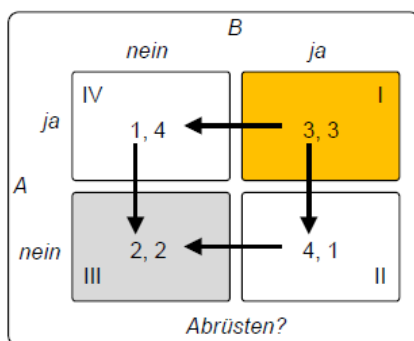 B
nein ja
IV I
ja 1, 4 3, 3
A
nein 2, 2 4, 1
III II
Abrüsten?